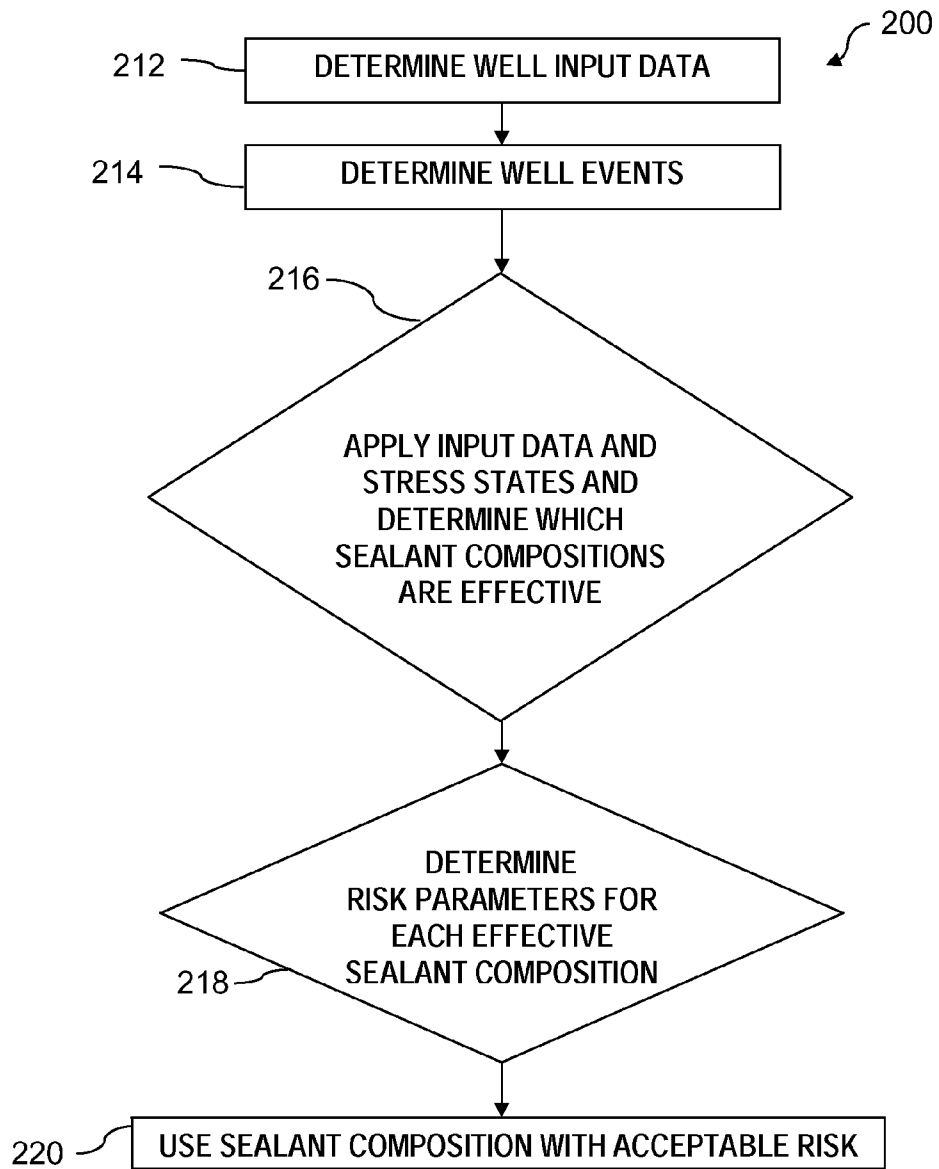 200
212
DETERMINE WELL INPUT DATA
214
DETERMINE WELL EVENTS
216
APPLY INPUT DATA AND
STRESS STATES AND
DETERMINE WHICH
SEALANT COMPOSITIONS
ARE EFFECTIVE
DETERMINE
RISK PARAMETERS FOR
EACH EFFECTIVE
SEALANT COMPOSITION
218
220
USE SEALANT COMPOSITION WITH ACCEPTABLE RISK